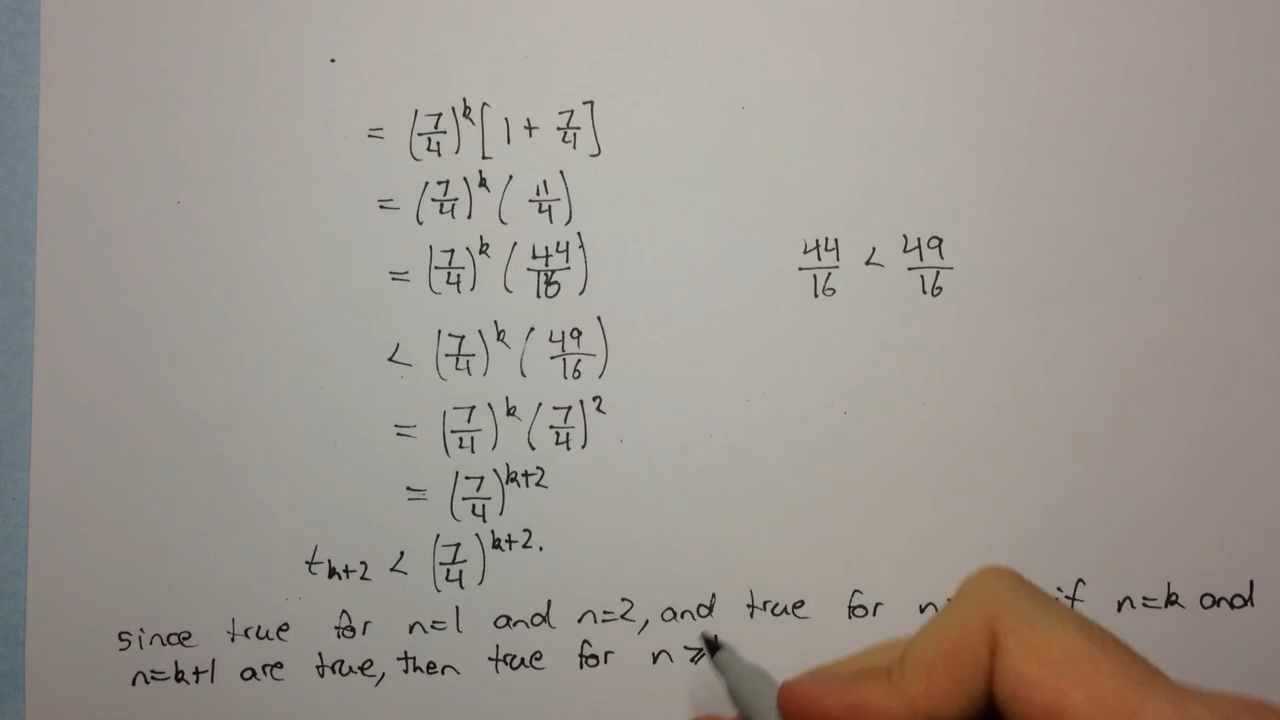 = (7/4)^k [1 + 7/4]
= (7/4)^k (11/4)
= (7/4)^k (44/16)
44/16 < 49/16
< (7/4)^k (49/16)
= (7/4)^k (7/4)^2
= (7/4)^{k+2}
t_{k+2} < (7/4)^{k+2}.
since true for n=1 and n=2, and true for n= if n=k and
n=k+1 are true, then true for n ⩾